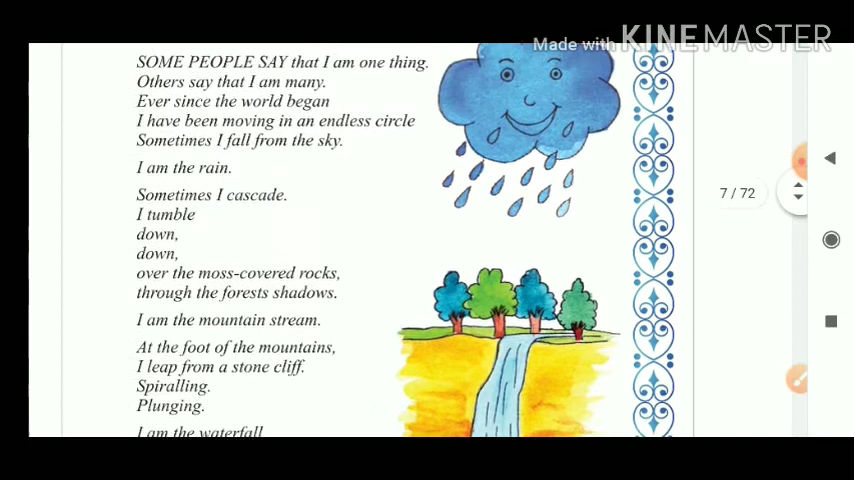 Made with KINEMASTER
SOME PEOPLE SAY that I am one thing.
Others say that I am many.
Ever since the world began
I have been moving in an endless circle
Sometimes I fall from the sky.
I am the rain.
Sometimes I cascade.
I tumble
down,
down,
over the moss-covered rocks,
through the forests shadows.
I am the mountain stream.
At the foot of the mountains,
I leap from a stone cliff.
Spiralling.
Plunging.
I am the waterfall
7 / 72